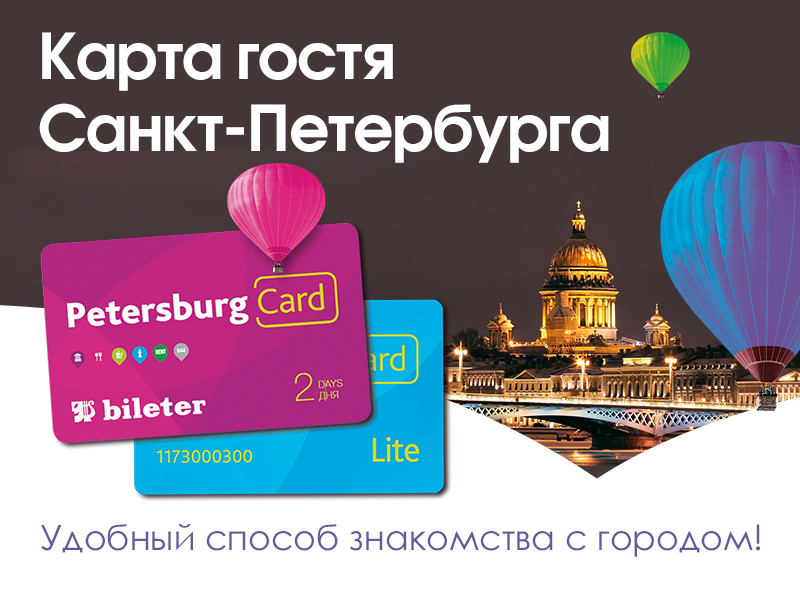 Карта гостя
Санкт-Петербурга
Petersburg Card
bileter
2 DAYS
ДНЯ
ard
1173000300
Lite
Удобный способ знакомства с городом!